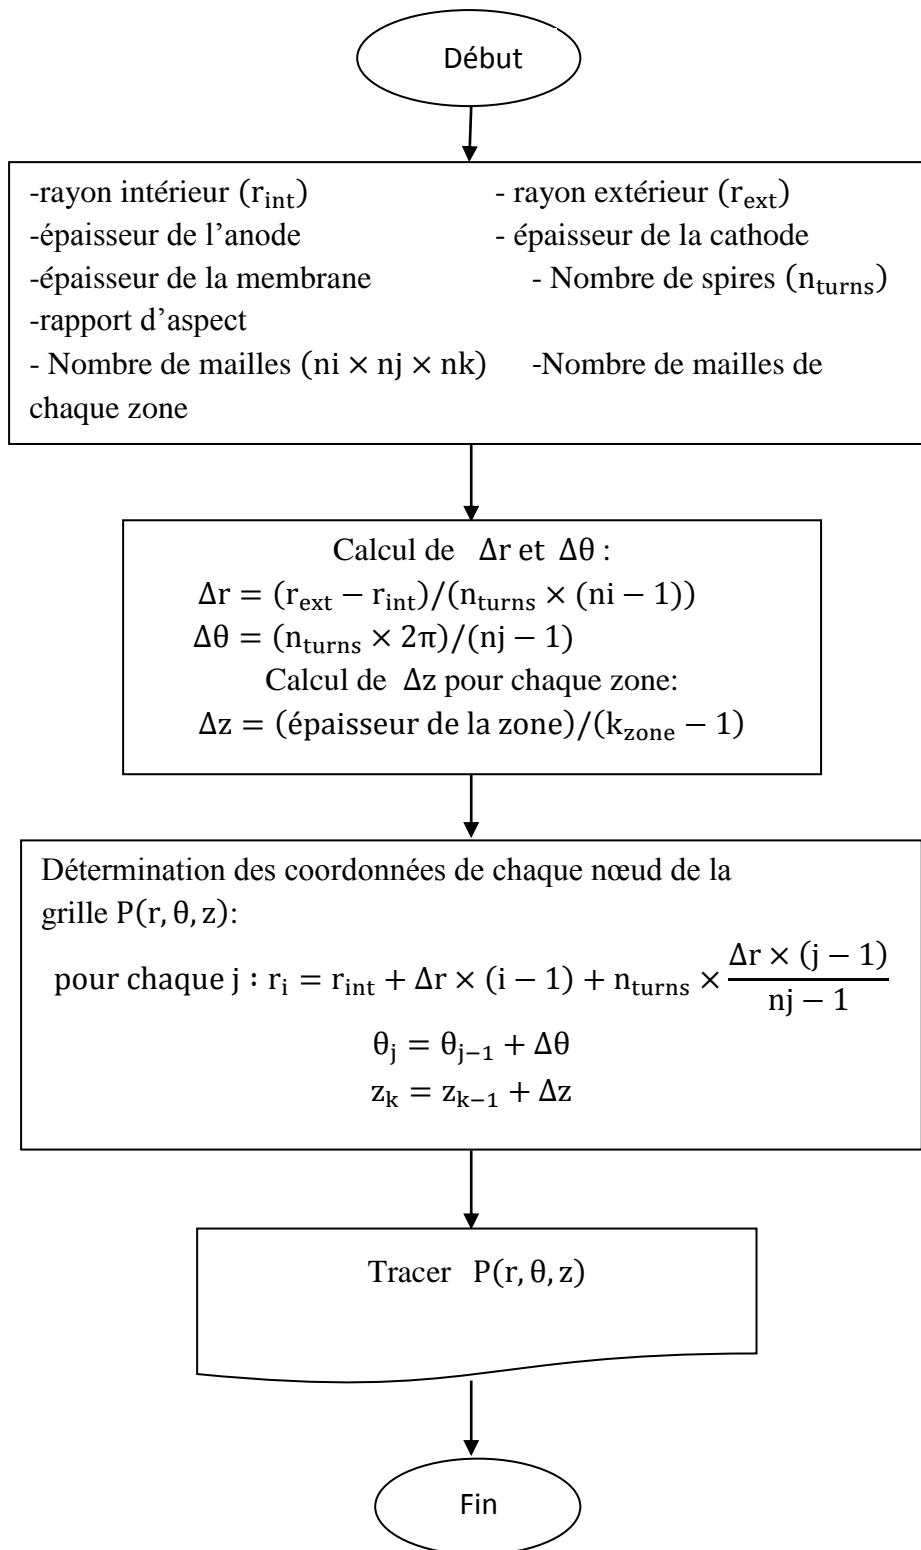 Début
-rayon intérieur (r_int) - rayon extérieur (r_ext)
-épaisseur de l’anode - épaisseur de la cathode
-épaisseur de la membrane - Nombre de spires (n_turns)
-rapport d’aspect
- Nombre de mailles (ni × nj × nk) -Nombre de mailles de
chaque zone
Calcul de Δr et Δθ :
Δr = (r_ext − r_int)/(n_turns × (ni − 1))
Δθ = (n_turns × 2π)/(nj − 1)
Calcul de Δz pour chaque zone:
Δz = (épaisseur de la zone)/(k_zone − 1)
Détermination des coordonnées de chaque nœud de la
grille P(r, θ, z):
pour chaque j : r_i = r_int + Δr × (i − 1) + n_turns × (Δr × (j − 1))/(nj − 1)
θ_j = θ_{j−1} + Δθ
z_k = z_{k−1} + Δz
Tracer P(r, θ, z)
Fin